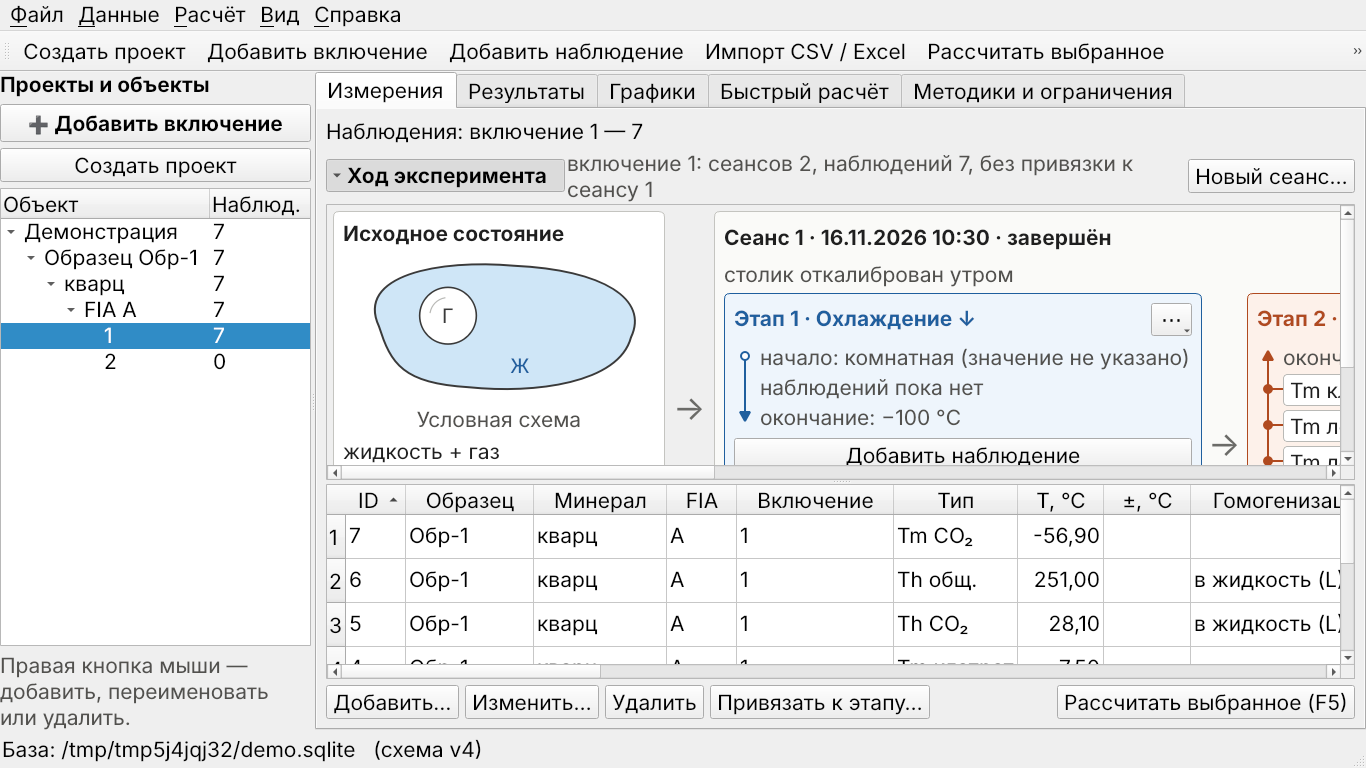 Файл Данные Расчёт Вид Справка
Создать проект Добавить включение Добавить наблюдение Импорт CSV / Excel Рассчитать выбранное »
Проекты и объекты
➕ Добавить включение
Создать проект
Объект Наблюд.
Демонстрация 7
Образец Обр-1 7
кварц 7
FIA A 7
1 7
2 0
Правая кнопка мыши —
добавить, переименовать
или удалить.
Измерения Результаты Графики Быстрый расчёт Методики и ограничения
Наблюдения: включение 1 — 7
Ход эксперимента
включение 1: сеансов 2, наблюдений 7, без привязки к
сеансу 1
Новый сеанс...
Исходное состояние
Г
Ж
Условная схема
жидкость + газ
→
Сеанс 1 · 16.11.2026 10:30 · завершён
столик откалиброван утром
Этап 1 · Охлаждение ↓
...
начало: комнатная (значение не указано)
наблюдений пока нет
окончание: −100 °C
Добавить наблюдение
→
Этап 2 ·
Tm
Tm
Tm
ID Образец Минерал FIA Включение Тип T, °C ±, °C
1 7 Обр-1 кварц A 1 Tm CO₂ -56,90
2 6 Обр-1 кварц A 1 Th общ. 251,00 в жидкость (L)
3 5 Обр-1 кварц A 1 Th CO₂ 28,10 в жидкость (L)
Добавить... Изменить... Удалить Привязать к этапу... Рассчитать выбранное (F5)
База: /tmp/tmp5j4jqj32/demo.sqlite (схема v4)